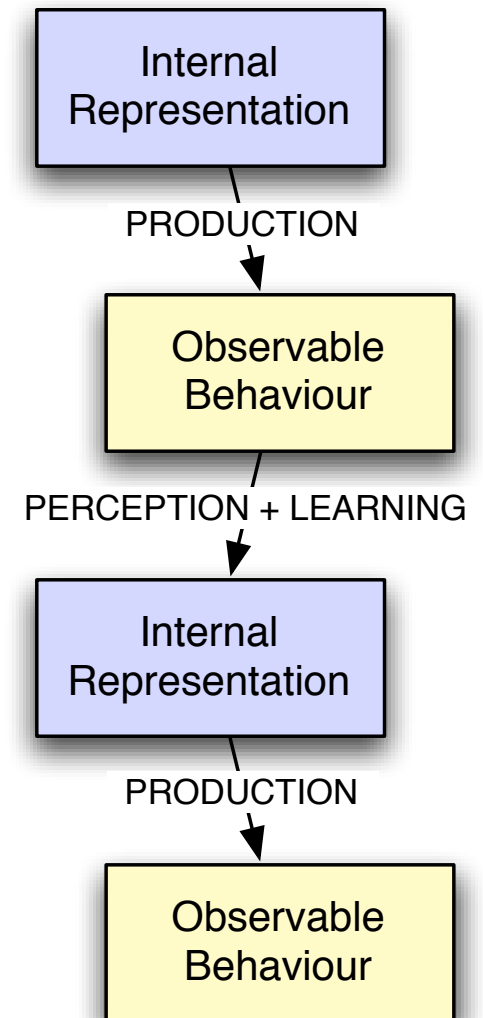 Internal
Representation
PRODUCTION
Observable
Behaviour
PERCEPTION + LEARNING
Internal
Representation
PRODUCTION
Observable
Behaviour